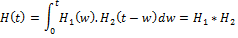 H(t) = ∫₀ᵗ H₁(w).H₂(t − w)dw = H₁ ∗ H₂